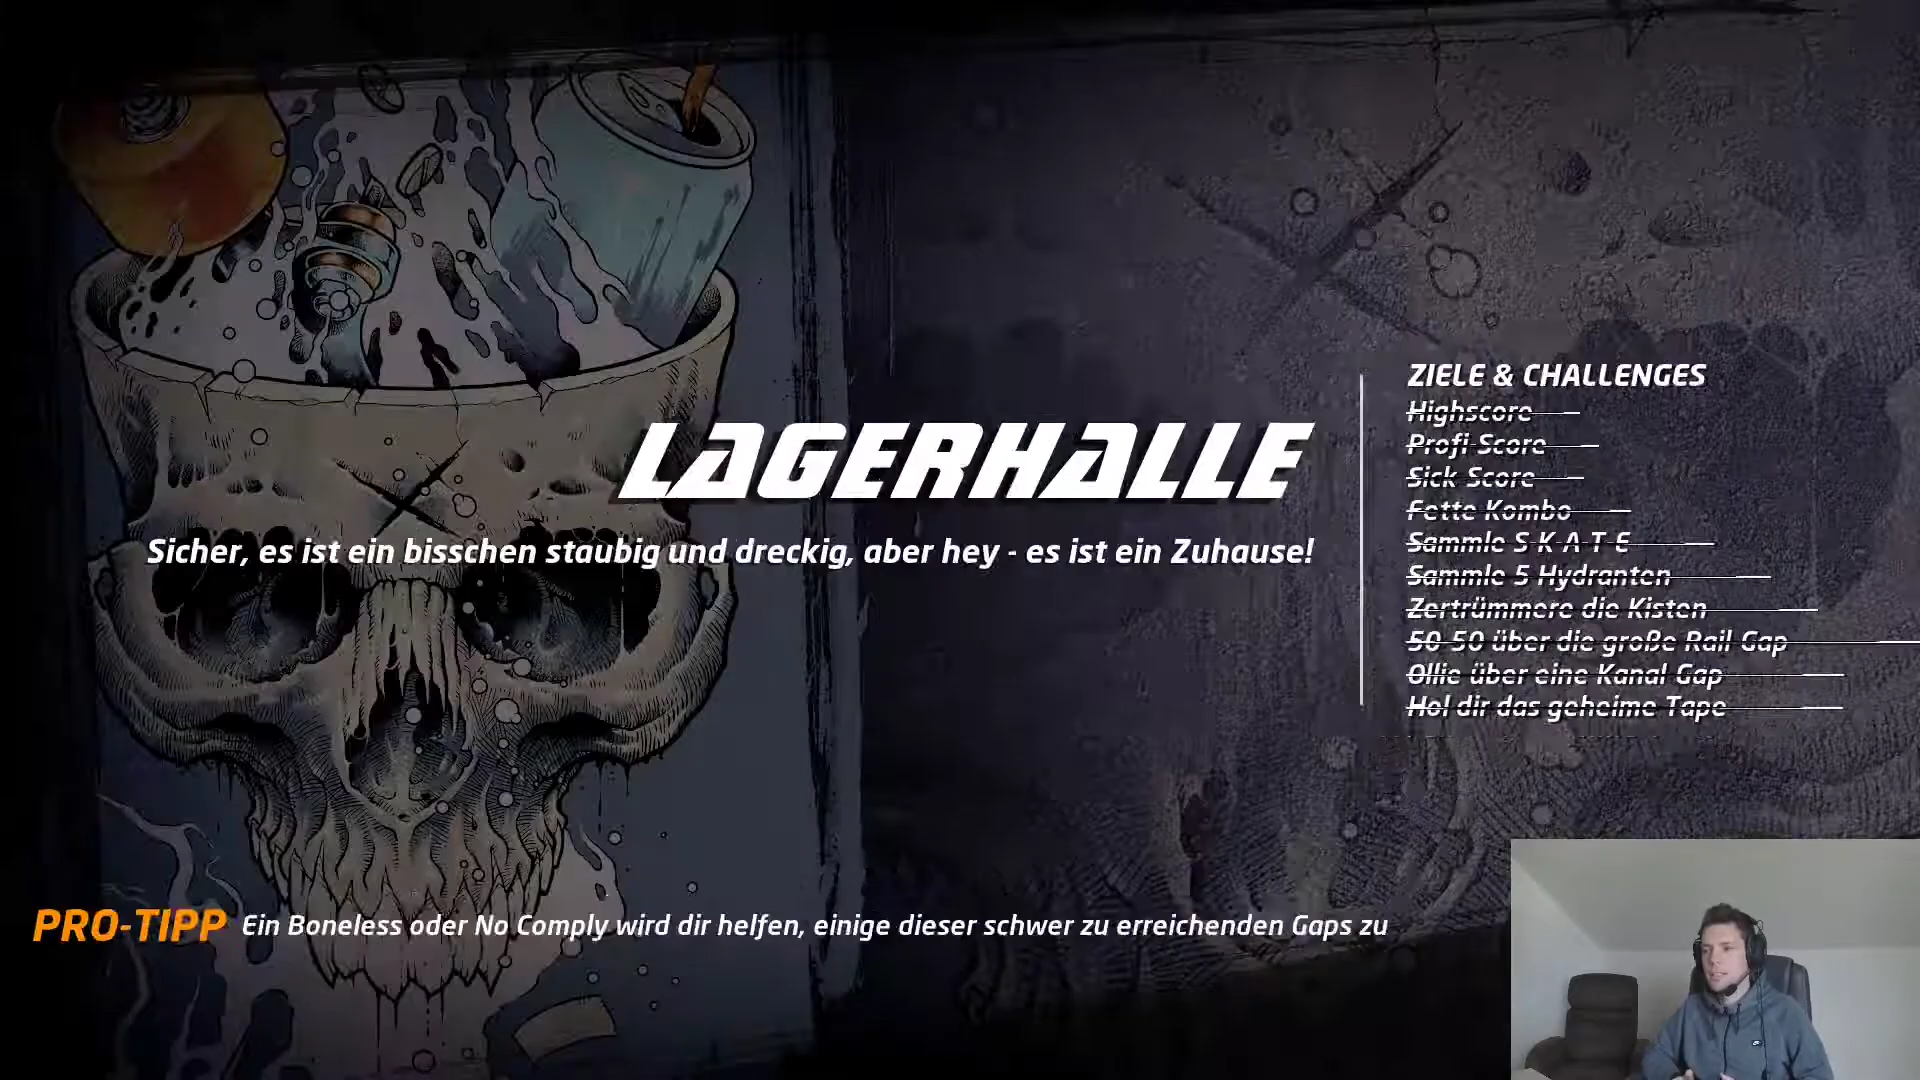 LAGERHALLE
Sicher, es ist ein bisschen staubig und dreckig, aber hey - es ist ein Zuhause!
ZIELE & CHALLENGES
Highscore
Profi-Score
Sick Score
Fette Kombo
Sammle S-K-A-T-E
Sammle 5 Hydranten
Zertrümmere die Kisten
50-50 über die große Rail Gap
Ollie über eine Kanal Gap
Hol dir das geheime Tape
PRO-TIPP Ein Boneless oder No Comply wird dir helfen, einige dieser schwer zu erreichenden Gaps zu